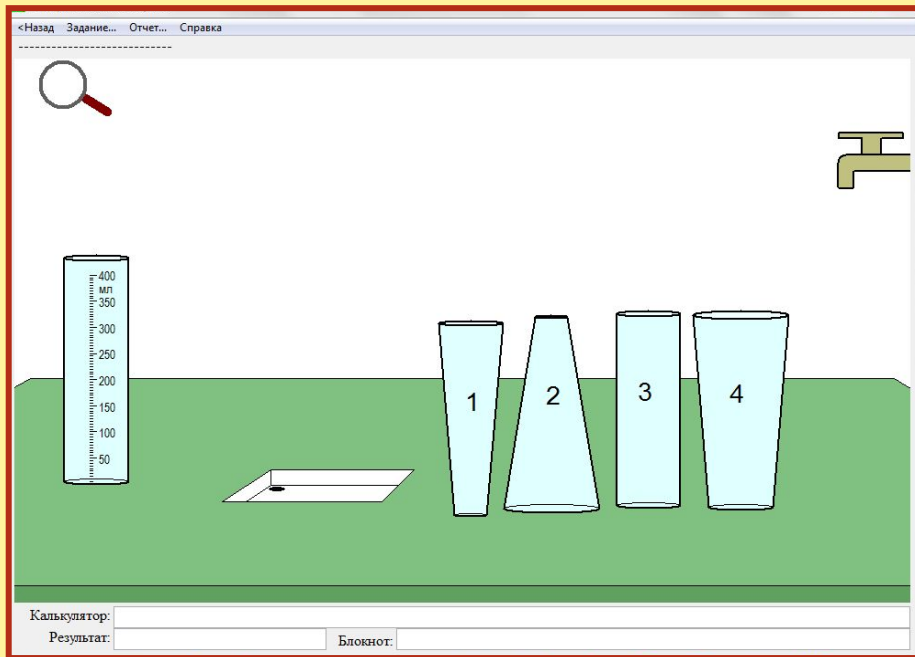 <Назад Задание... Отчет... Справка
----------------------------
400
мл
350
300
250
200
150
100
50
1
2
3
4
Калькулятор:
Результат:
Блокнот: